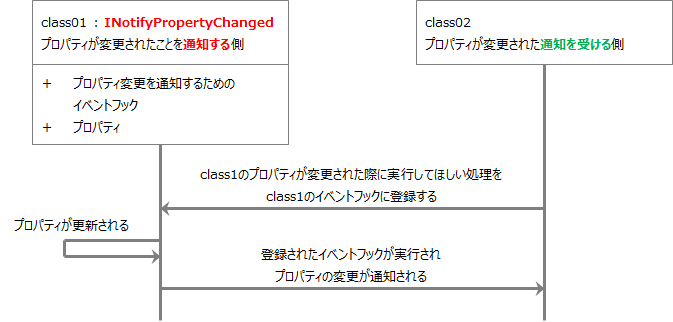 class01 : INotifyPropertyChanged
プロパティが変更されたことを通知する側
+ プロパティ変更を通知するための
イベントフック
+ プロパティ
class02
プロパティが変更された通知を受ける側
class1のプロパティが変更された際に実行してほしい処理を
class1のイベントフックに登録する
プロパティが更新される
登録されたイベントフックが実行され
プロパティの変更が通知される